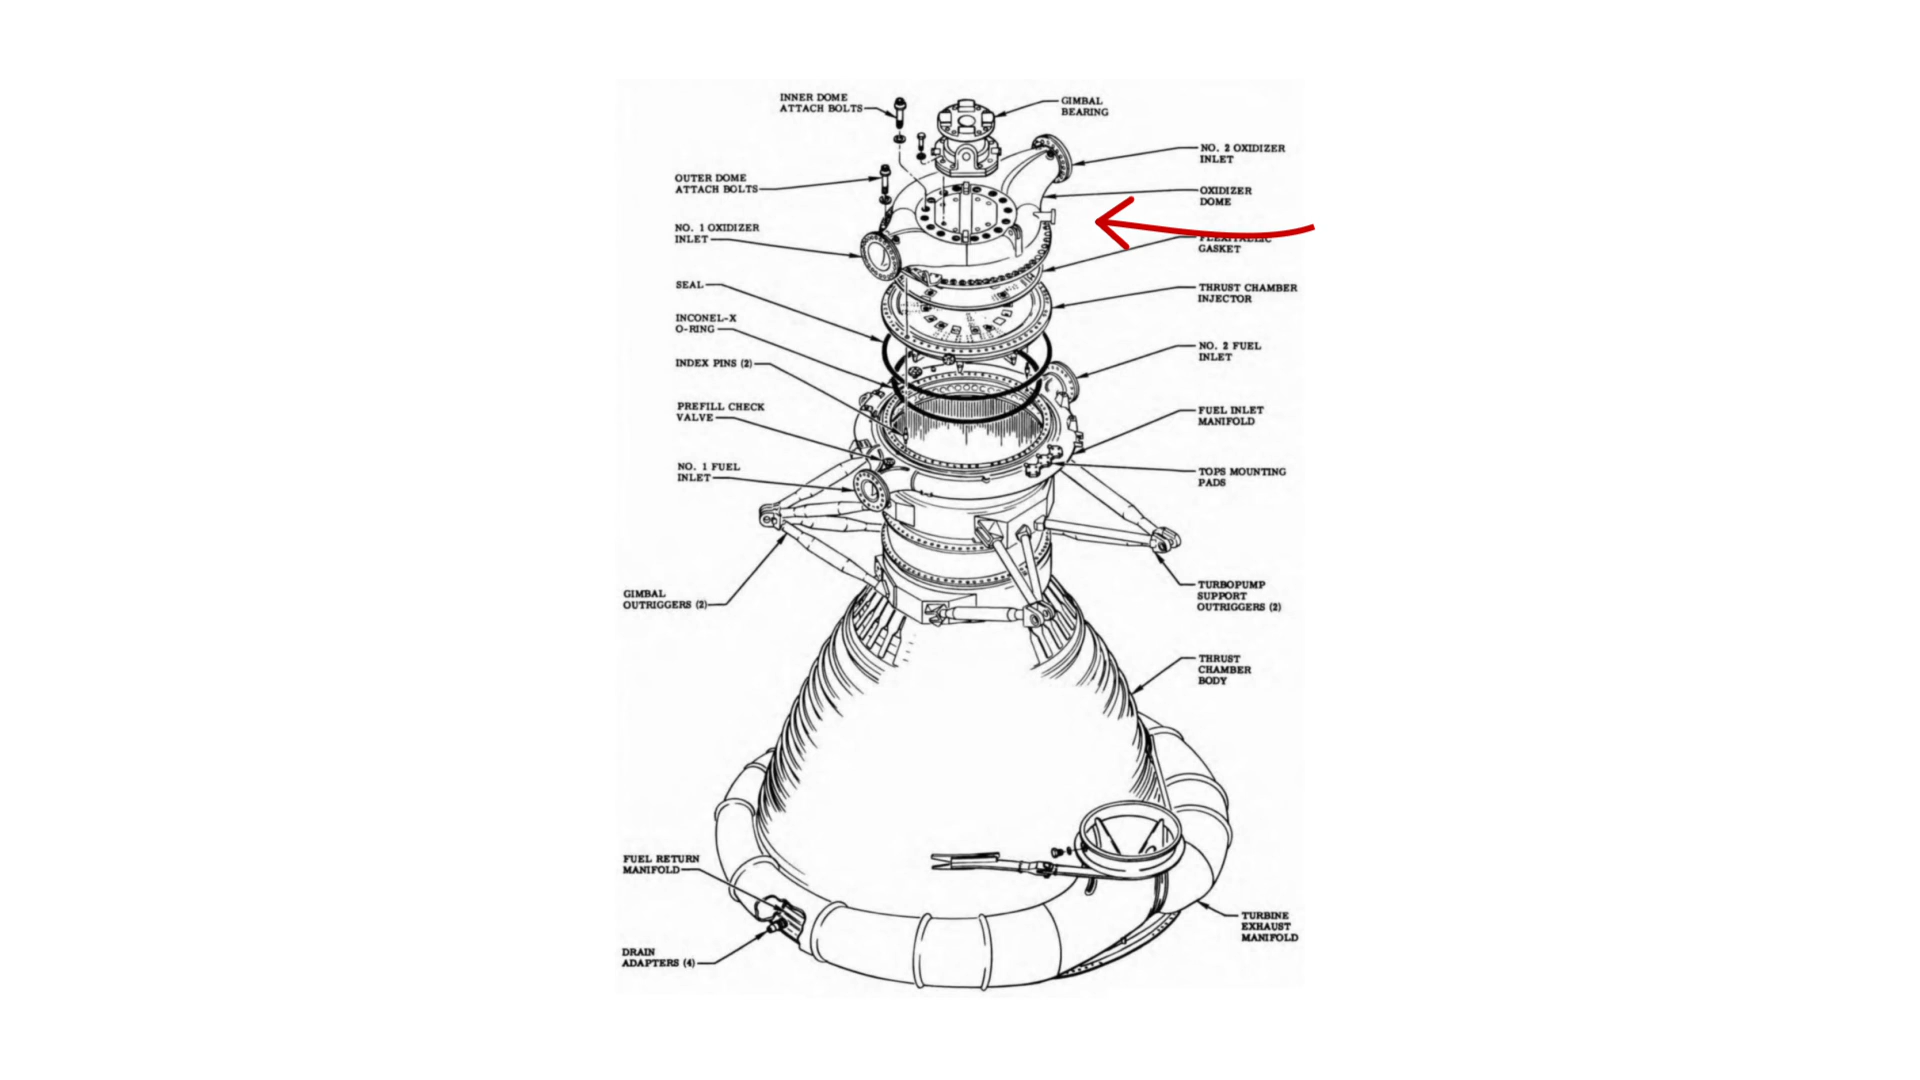 INNER DOME
ATTACH BOLTS
GIMBAL
BEARING
NO. 2 OXIDIZER
INLET
OUTER DOME
ATTACH BOLTS
OXIDIZER
DOME
NO. 1 OXIDIZER
INLET
GASKET
SEAL
THRUST CHAMBER
INJECTOR
INCONEL-X
O-RING
NO. 2 FUEL
INLET
INDEX PINS (2)
PREFILL CHECK
VALVE
FUEL INLET
MANIFOLD
NO. 1 FUEL
INLET
TOPS MOUNTING
PADS
GIMBAL
OUTRIGGERS (2)
TURBOPUMP
SUPPORT
OUTRIGGERS (2)
THRUST
CHAMBER
BODY
FUEL RETURN
MANIFOLD
TURBINE
EXHAUST
MANIFOLD
DRAIN
ADAPTERS (4)